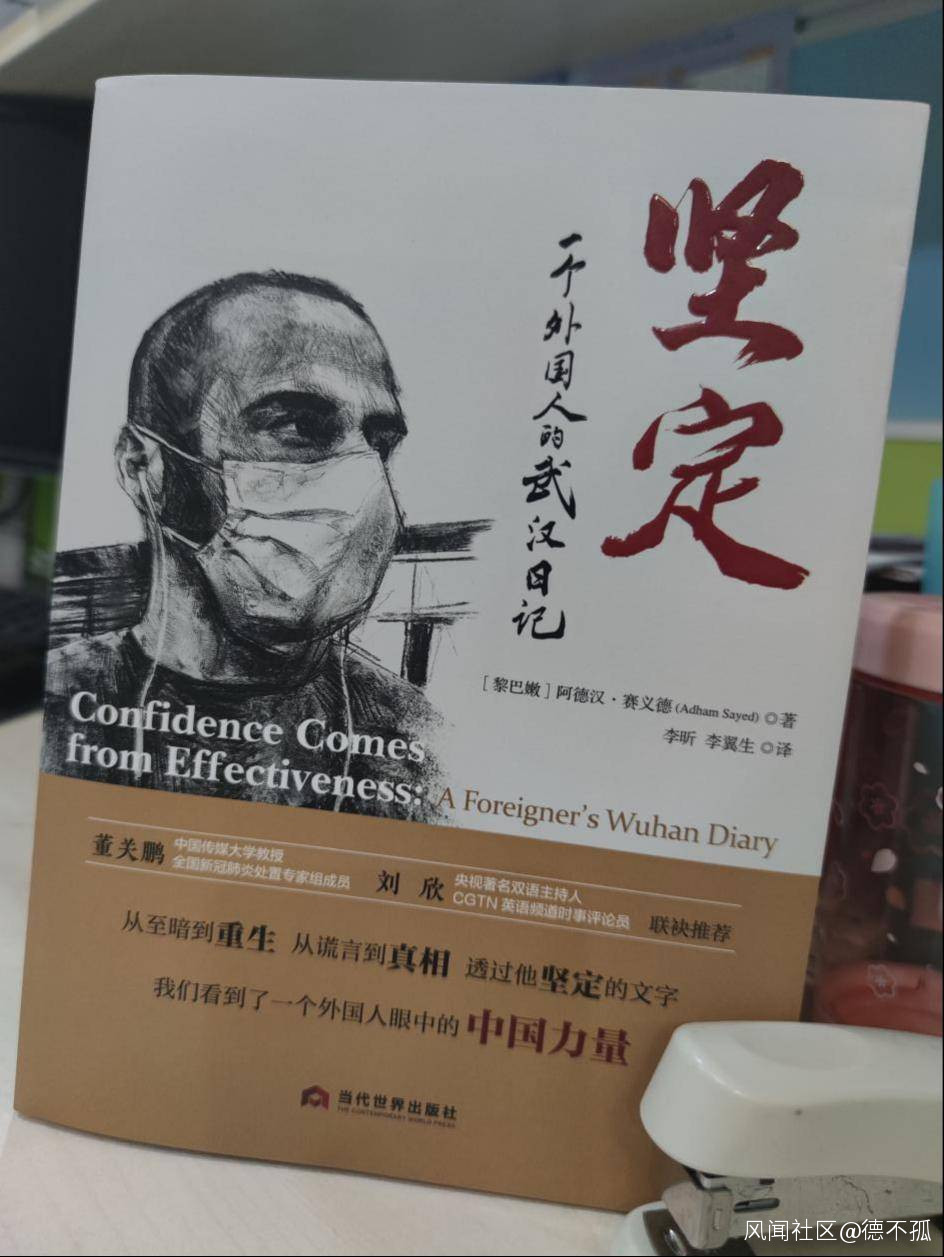 坚定
一个外国人的武汉日记
[黎巴嫩] 阿德汉·赛义德 (Adham Sayed) ◎著
李昕 李翼生 ◎译
Confidence Comes
from Effectiveness: A Foreigner's Wuhan Diary
董关鹏 中国传媒大学教授
全国新冠肺炎处置专家组成员
刘欣 央视著名双语主持人
CGTN 英语频道时事评论员
联袂推荐
从至暗到重生 从谎言到真相 透过他坚定的文字
我们看到了一个外国人眼中的中国力量
当代世界出版社
THE CONTEMPORARY WORLD PRESS
风闻社区@德不孤